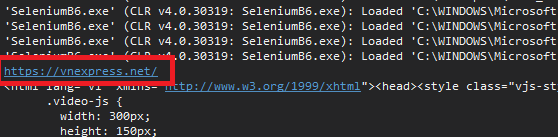 'SeleniumB6.exe' (CLR v4.0.30319: SeleniumB6.exe): Loaded 'C:\WINDOWS\Microsoft
'SeleniumB6.exe' (CLR v4.0.30319: SeleniumB6.exe): Loaded 'C:\WINDOWS\Microsoft
'SeleniumB6.exe' (CLR v4.0.30319: SeleniumB6.exe): Loaded 'C:\WINDOWS\Microsoft
'SeleniumB6.exe' (CLR v4.0.30319: SeleniumB6.exe): Loaded 'C:\WINDOWS\Microsoft
https://vnexpress.net/
<html lang="vi" xmlns="http://www.w3.org/1999/xhtml"><head><style class="vjs-st
.video-js {
width: 300px;
height: 150px;